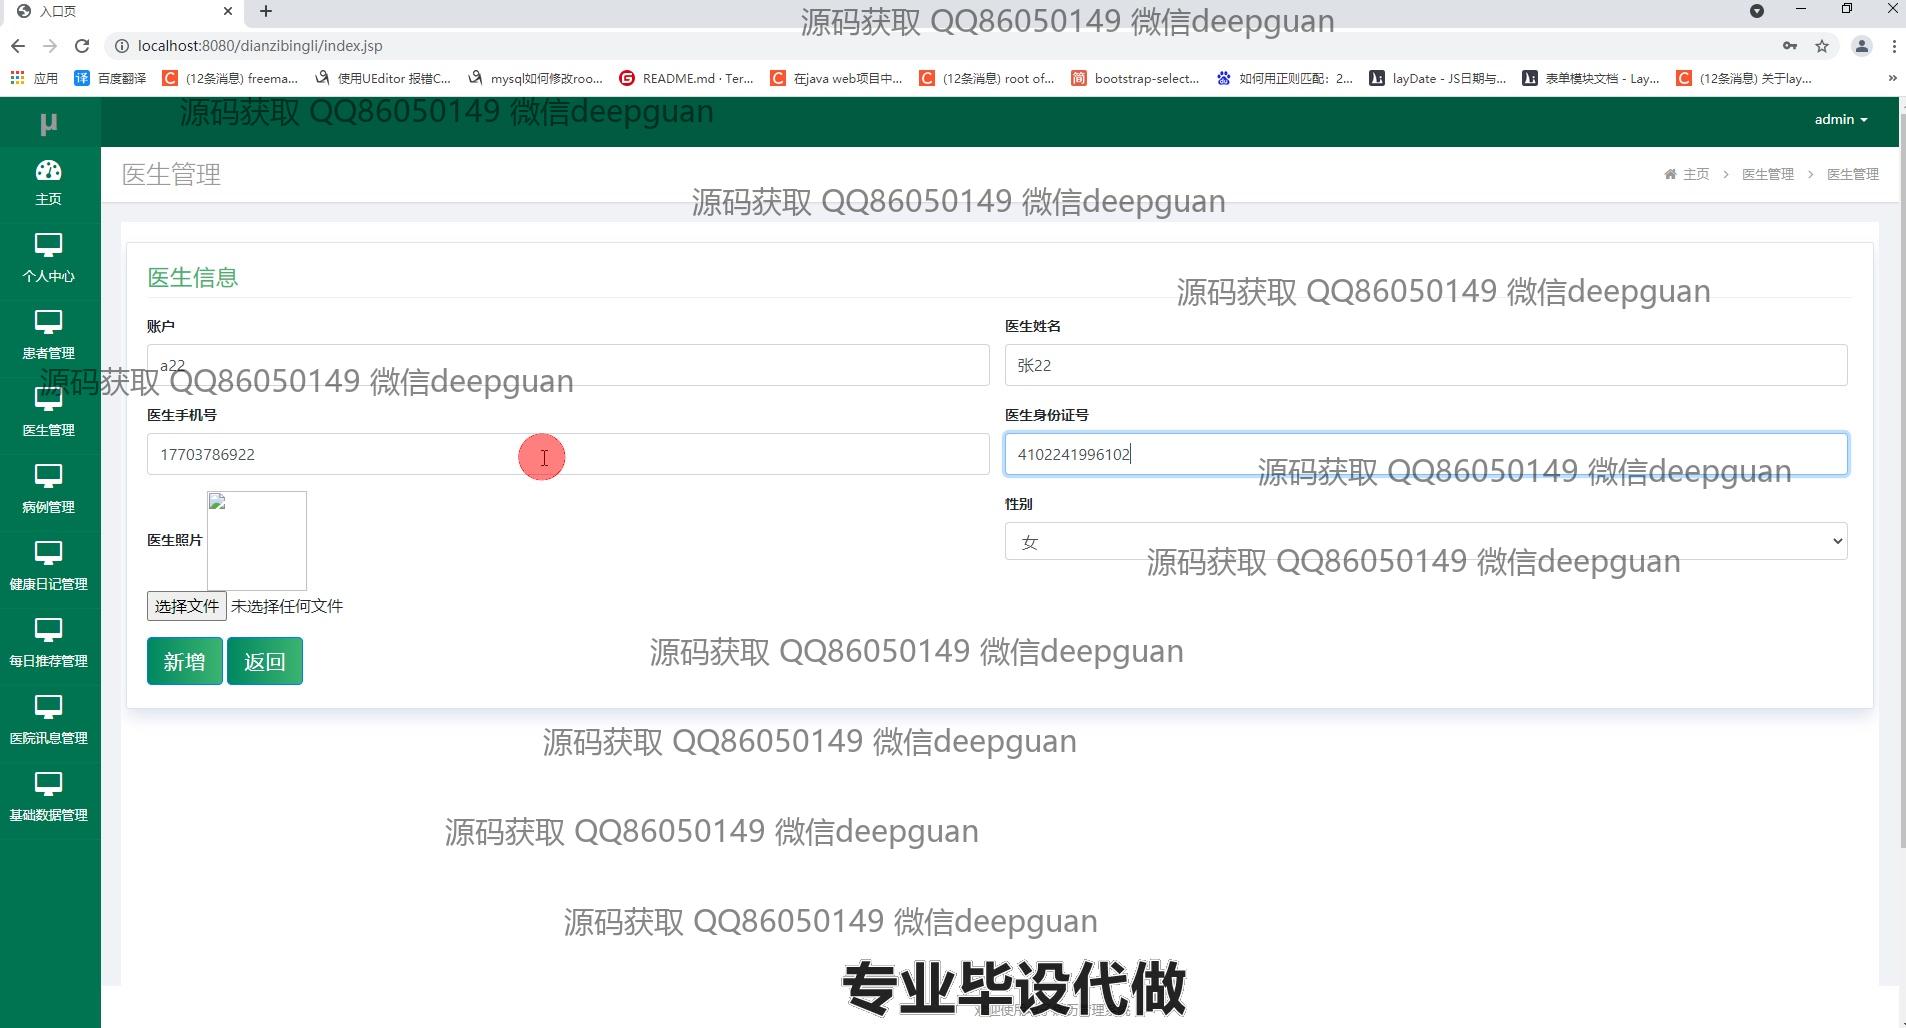 入口页
源码获取 QQ86050149 微信deepguan
localhost:8080/dianzibingli/index.jsp
应用 百度翻译 (12条消息) freema... 使用UEditor 报错C... mysql如何修改roo... README.md · Ter... 在java web项目中... (12条消息) root of... bootstrap-select... 如何用正则匹配：2... layDate - JS日期与... 表单模块文档 - Lay... (12条消息) 关于lay...
源码获取 QQ86050149 微信deepguan
μ
admin
主页
医生管理
主页 > 医生管理 > 医生管理
源码获取 QQ86050149 微信deepguan
个人中心
医生信息
源码获取 QQ86050149 微信deepguan
账户
医生姓名
患者管理
a22
张22
源码获取 QQ86050149 微信deepguan
医生管理
医生手机号
医生身份证号
17703786922
4102241996102
源码获取 QQ86050149 微信deepguan
病例管理
性别
医生照片
女
源码获取 QQ86050149 微信deepguan
健康日记管理
选择文件 未选择任何文件
每日推荐管理
新增 返回
源码获取 QQ86050149 微信deepguan
医院讯息管理
源码获取 QQ86050149 微信deepguan
基础数据管理
源码获取 QQ86050149 微信deepguan
源码获取 QQ86050149 微信deepguan
专业毕设代做